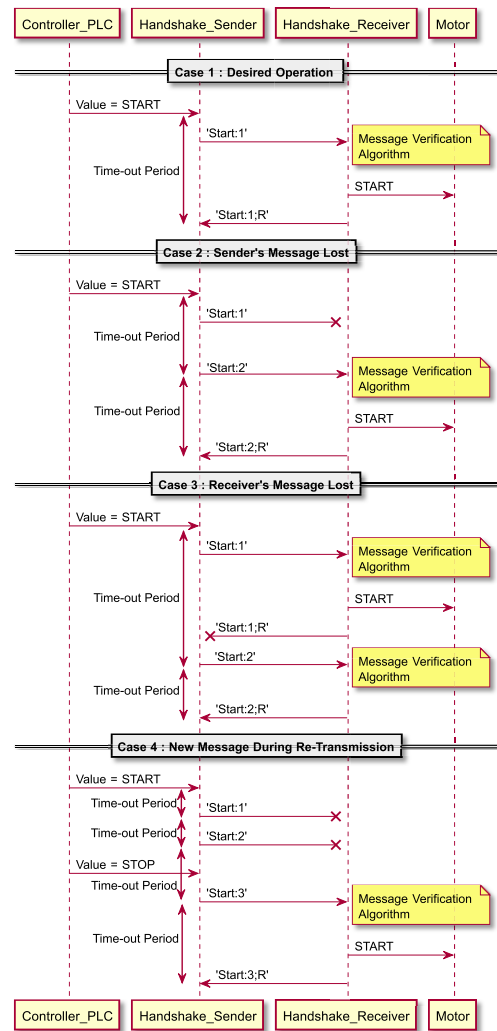 Controller_PLC Handshake_Sender Handshake_Receiver Motor
Case 1 : Desired Operation
Value = START
'Start:1'
Message Verification
Algorithm
Time-out Period
START
'Start:1;R'
Case 2 : Sender's Message Lost
Value = START
'Start:1'
Time-out Period
'Start:2'
Message Verification
Algorithm
Time-out Period
START
'Start:2;R'
Case 3 : Receiver's Message Lost
Value = START
'Start:1'
Message Verification
Algorithm
Time-out Period
START
'Start:1;R'
'Start:2'
Message Verification
Algorithm
Time-out Period
'Start:2;R'
Case 4 : New Message During Re-Transmission
Value = START
Time-out Period
'Start:1'
Time-out Period
'Start:2'
Value = STOP
Time-out Period
'Start:3'
Message Verification
Algorithm
Time-out Period
START
'Start:3;R'
Controller_PLC Handshake_Sender Handshake_Receiver Motor